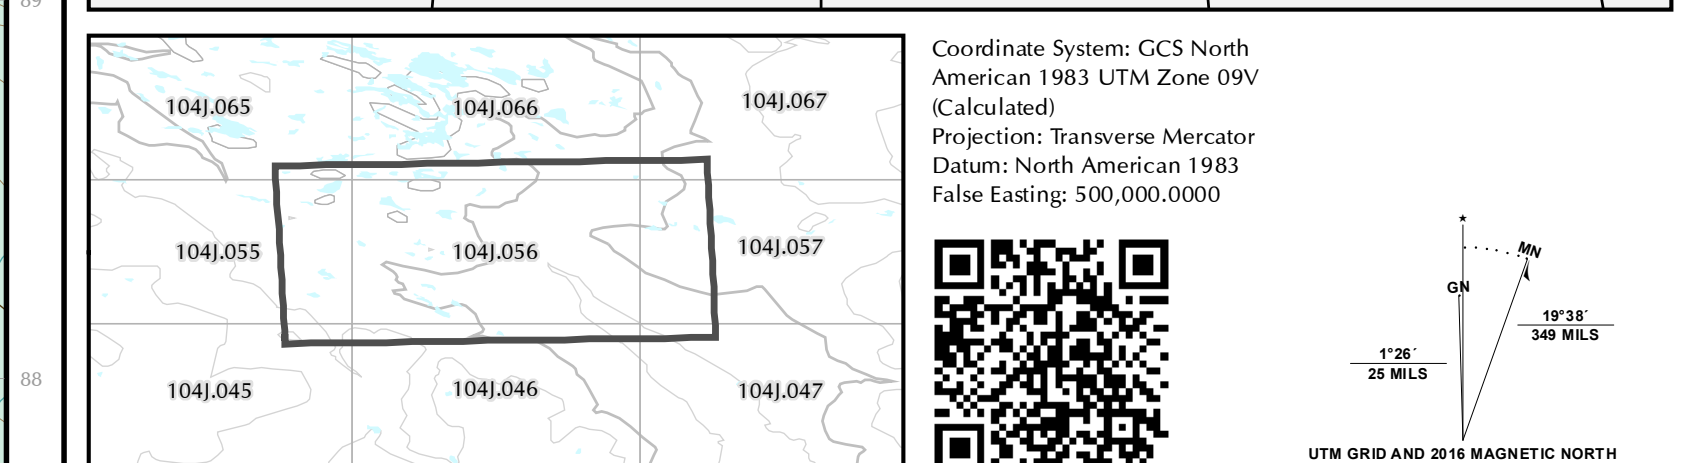 89
104J.065
104J.066
104J.067
104J.055
104J.056
104J.057
88
104J.045
104J.046
104J.047
Coordinate System: GCS North
American 1983 UTM Zone 09V
(Calculated)
Projection: Transverse Mercator
Datum: North American 1983
False Easting: 500,000.0000
MN
GN
19°38´
349 MILS
1°26´
25 MILS
UTM GRID AND 2016 MAGNETIC NORTH